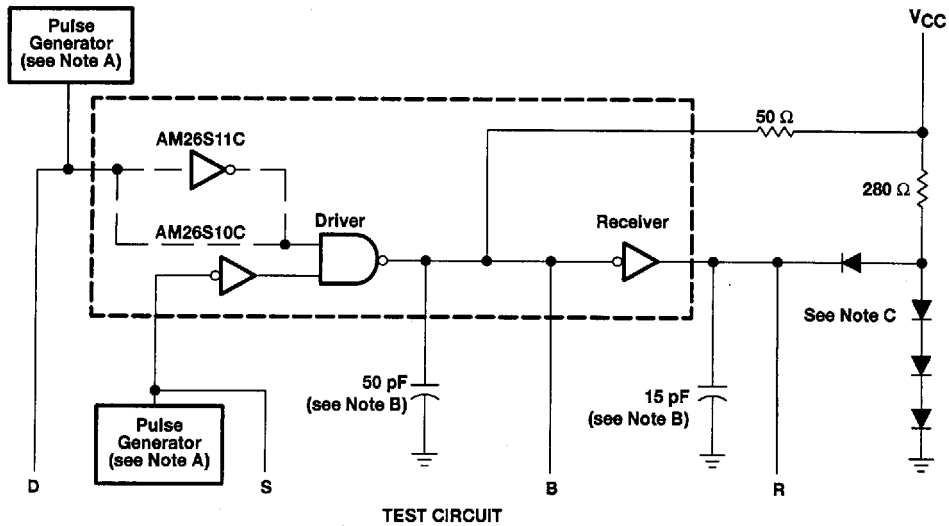 Pulse
Generator
(see Note A)
VCC
AM26S11C
50 Ω
280 Ω
AM26S10C
Driver
Receiver
See Note C
50 pF
(see Note B)
15 pF
(see Note B)
Pulse
Generator
(see Note A)
D
S
B
R
TEST CIRCUIT